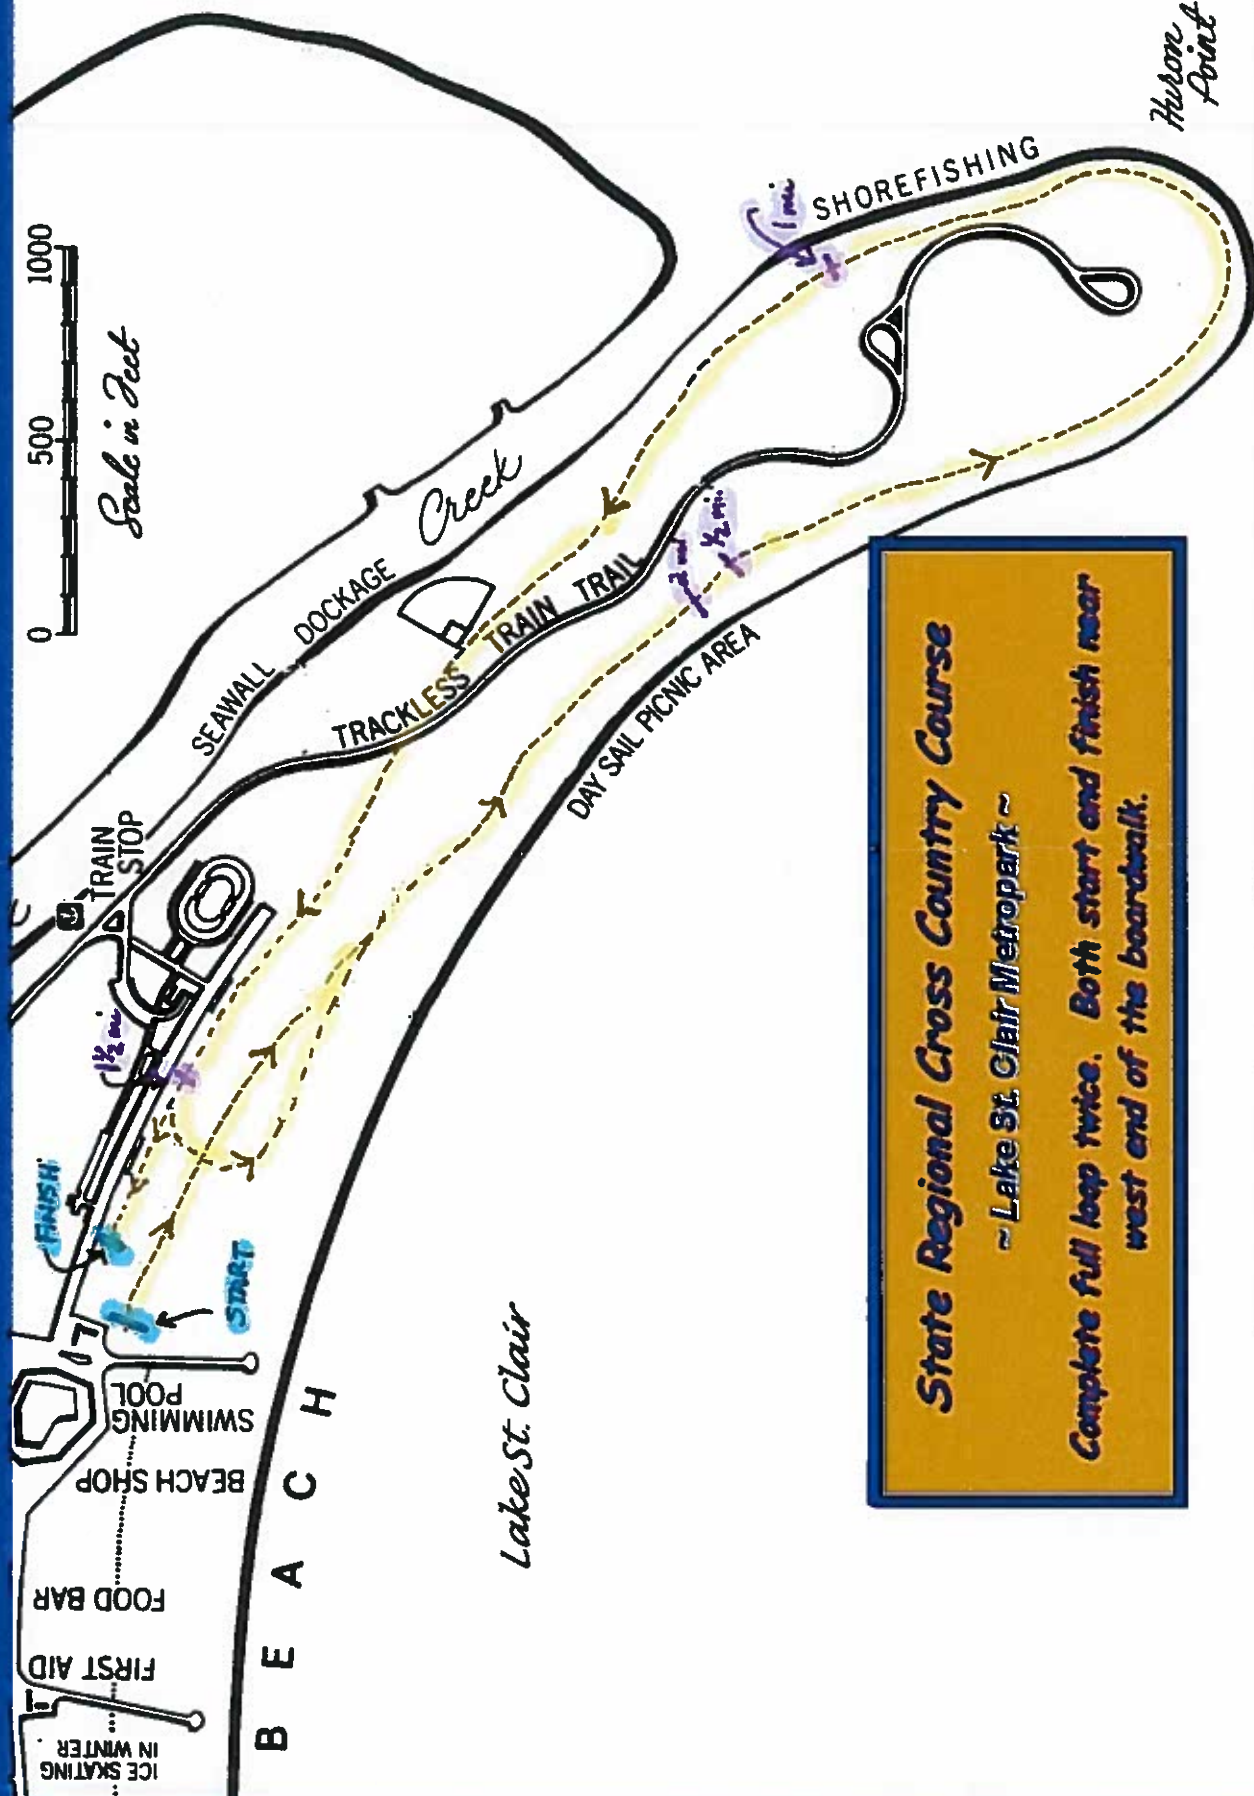 Huron
Point
0 500 1000
Scale in Feet
SHOREFISHING
1 mi
Creek
SEAWALL DOCKAGE
TRACKLESS TRAIN TRAIL
TRAIN
STOP
½ mi.
2 mi
DAY SAIL PICNIC AREA
1½ mi
FINISH
START
SWIMMING
POOL
BEACH SHOP
FOOD BAR
FIRST AID
ICE SKATING
IN WINTER
BEACH
Lake St. Clair
State Regional Cross Country Course
~ Lake St. Clair Metropark ~
Complete full loop twice. Both start and finish near
west end of the boardwalk.